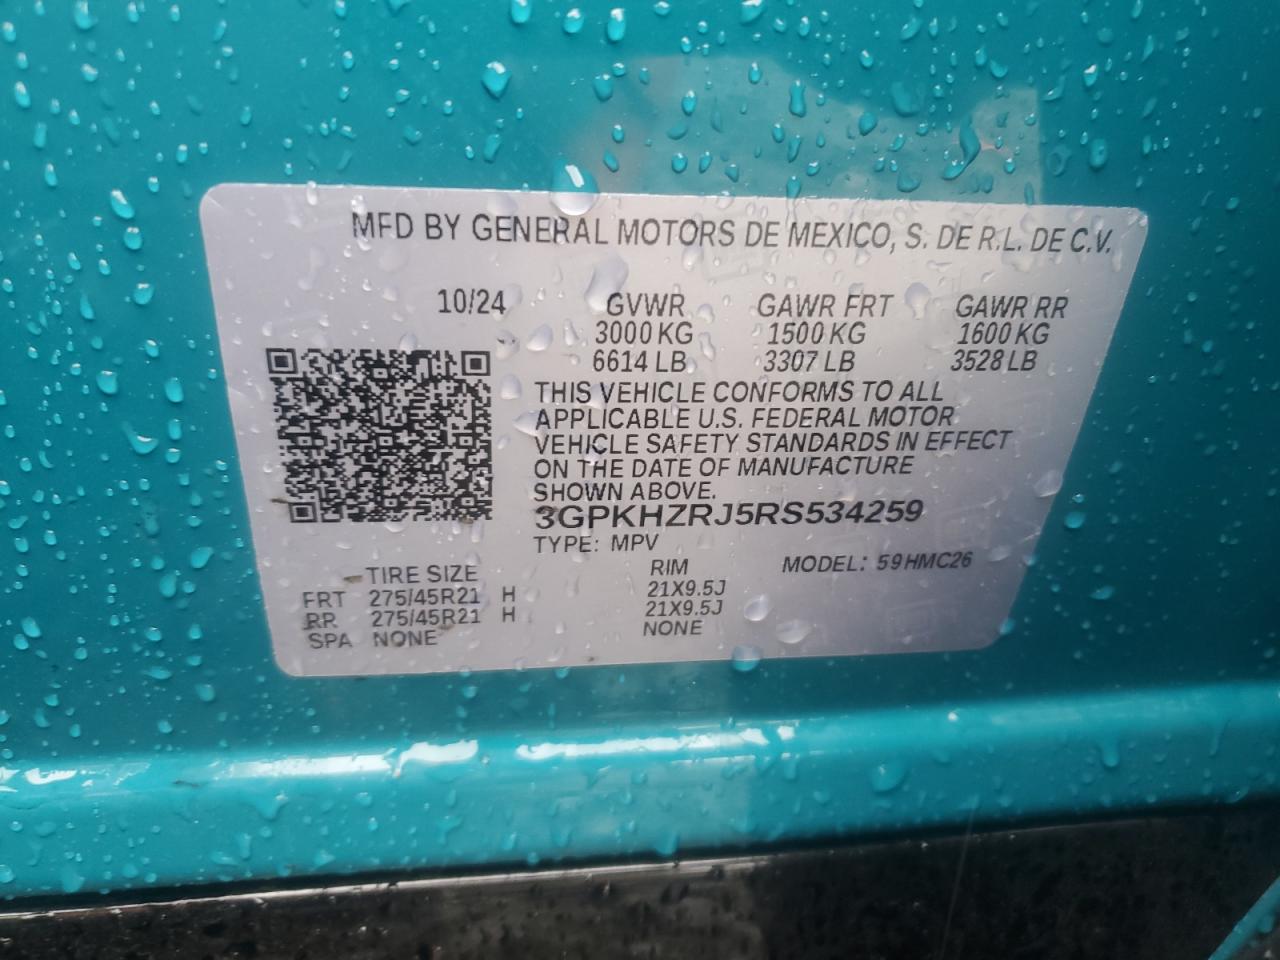 MFD BY GENERAL MOTORS DE MEXICO, S. DE R.L. DE C.V.
10/24 GVWR GAWR FRT GAWR RR
3000 KG 1500 KG 1600 KG
6614 LB 3307 LB 3528 LB
THIS VEHICLE CONFORMS TO ALL
APPLICABLE U.S. FEDERAL MOTOR
VEHICLE SAFETY STANDARDS IN EFFECT
ON THE DATE OF MANUFACTURE
SHOWN ABOVE.
3GPKHZRJ5RS534259
TYPE: MPV
TIRE SIZE RIM MODEL: 59HMC26
FRT 275/45R21 H 21X9.5J
RR 275/45R21 H 21X9.5J
SPA NONE NONE